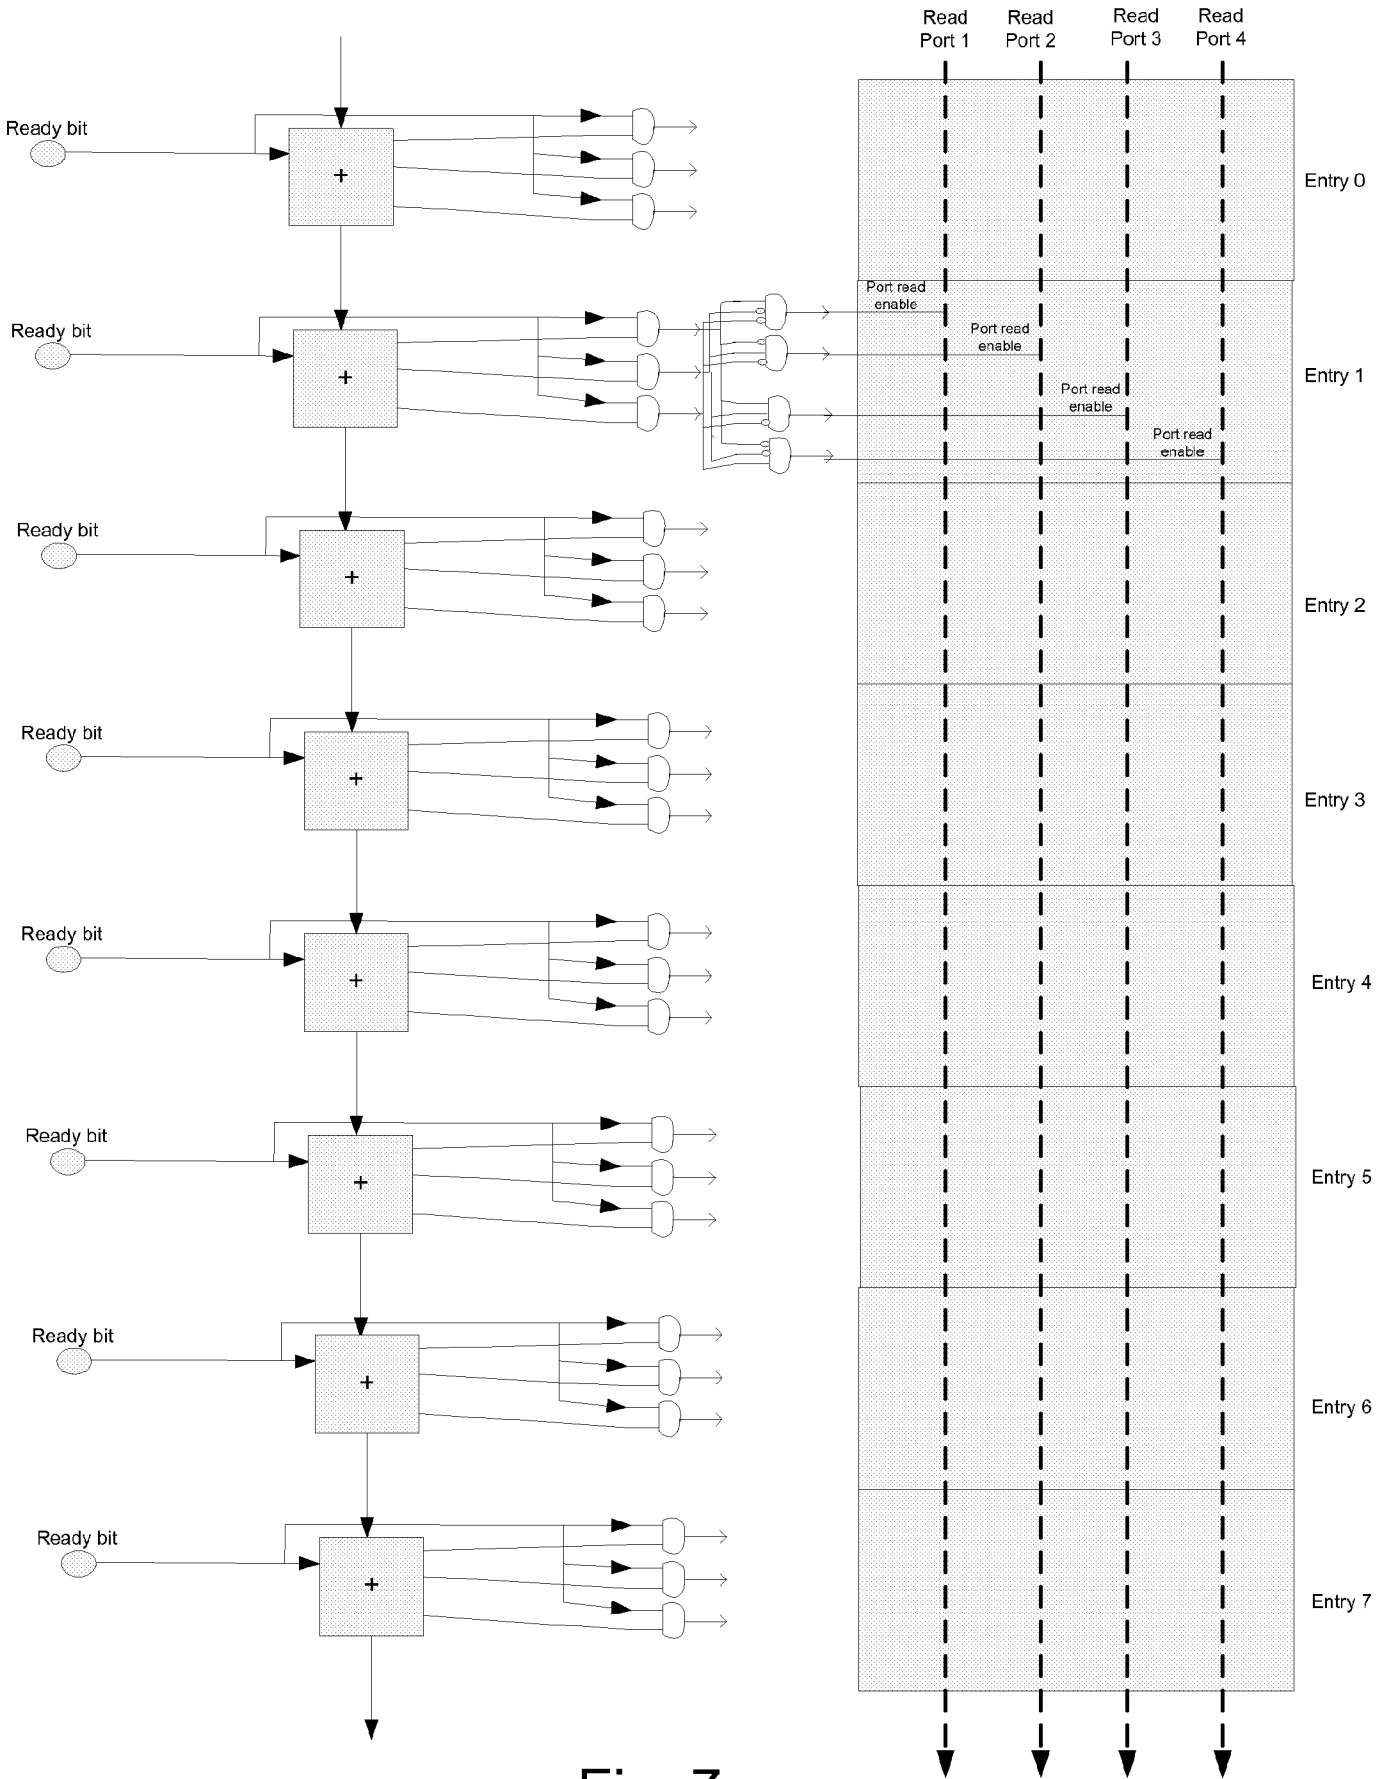 Read Port 1
Read Port 2
Read Port 3
Read Port 4
Ready bit
+
Entry 0
Port read enable
Ready bit
Port read enable
+
Entry 1
Port read enable
Port read enable
Ready bit
+
Entry 2
Ready bit
+
Entry 3
Ready bit
+
Entry 4
Ready bit
+
Entry 5
Ready bit
+
Entry 6
Ready bit
+
Entry 7